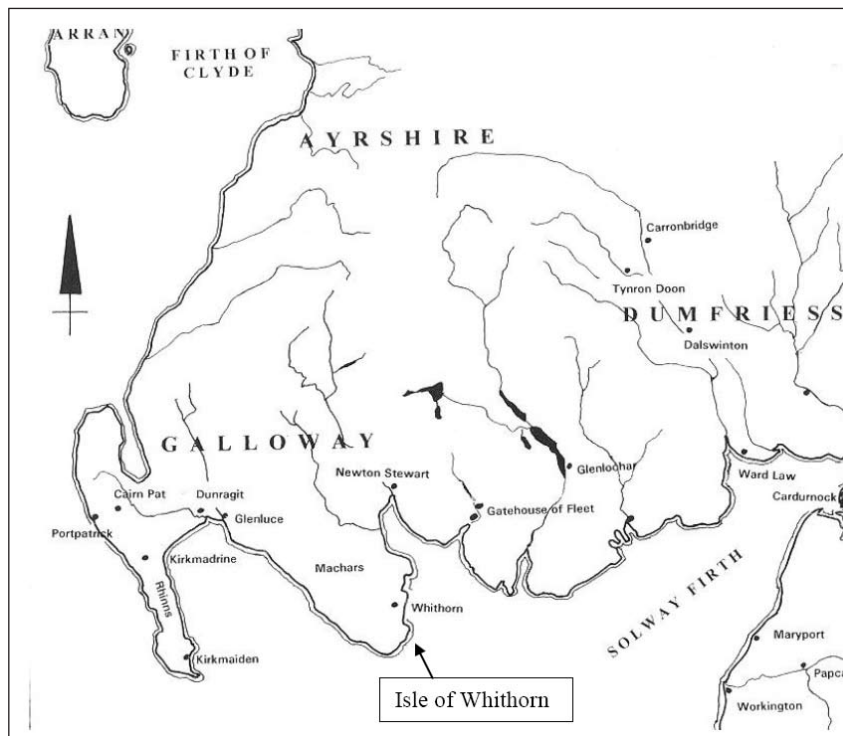 ARRAN
FIRTH OF
CLYDE
AYRSHIRE
Carronbridge
Tynron Doon
DUMFRIESS
Dalswinton
GALLOWAY
Newton Stewart
Glenlochar
Ward Law
Cairn Pat
Dunragit
Cardurnock
Portpatrick
Glenluce
Gatehouse of Fleet
Kirkmadrine
Machars
Rhinns
Whithorn
SOLWAY FIRTH
Maryport
Kirkmaiden
Papca
Isle of Whithorn
Workington